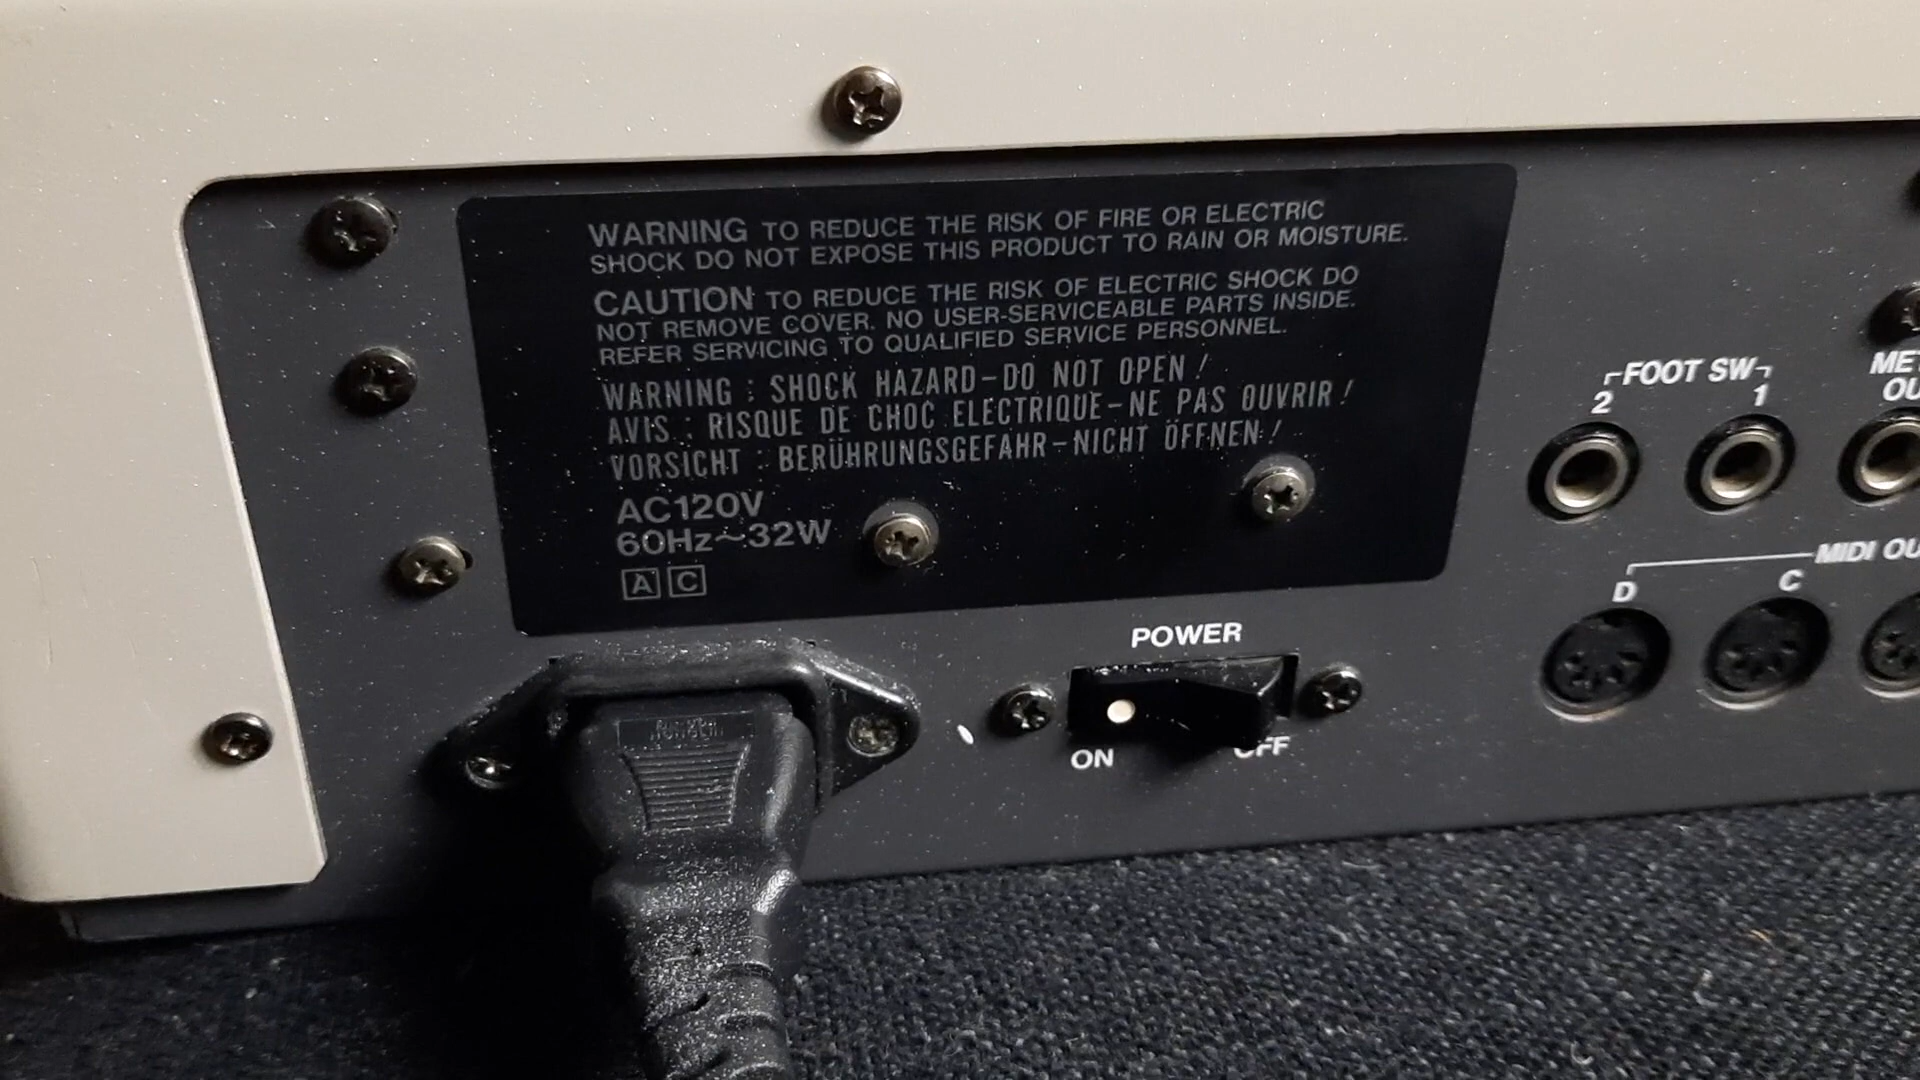 WARNING TO REDUCE THE RISK OF FIRE OR ELECTRIC
SHOCK DO NOT EXPOSE THIS PRODUCT TO RAIN OR MOISTURE.
CAUTION TO REDUCE THE RISK OF ELECTRIC SHOCK DO
NOT REMOVE COVER. NO USER-SERVICEABLE PARTS INSIDE.
REFER SERVICING TO QUALIFIED SERVICE PERSONNEL.
WARNING : SHOCK HAZARD-DO NOT OPEN!
AVIS : RISQUE DE CHOC ELECTRIQUE-NE PAS OUVRIR!
VORSICHT : BERÜHRUNGSGEFAHR-NICHT ÖFFNEN!
AC120V
60Hz~32W
A C
POWER
ON OFF
FOOT SW
2 1
MET
OU
MIDI OU
D C